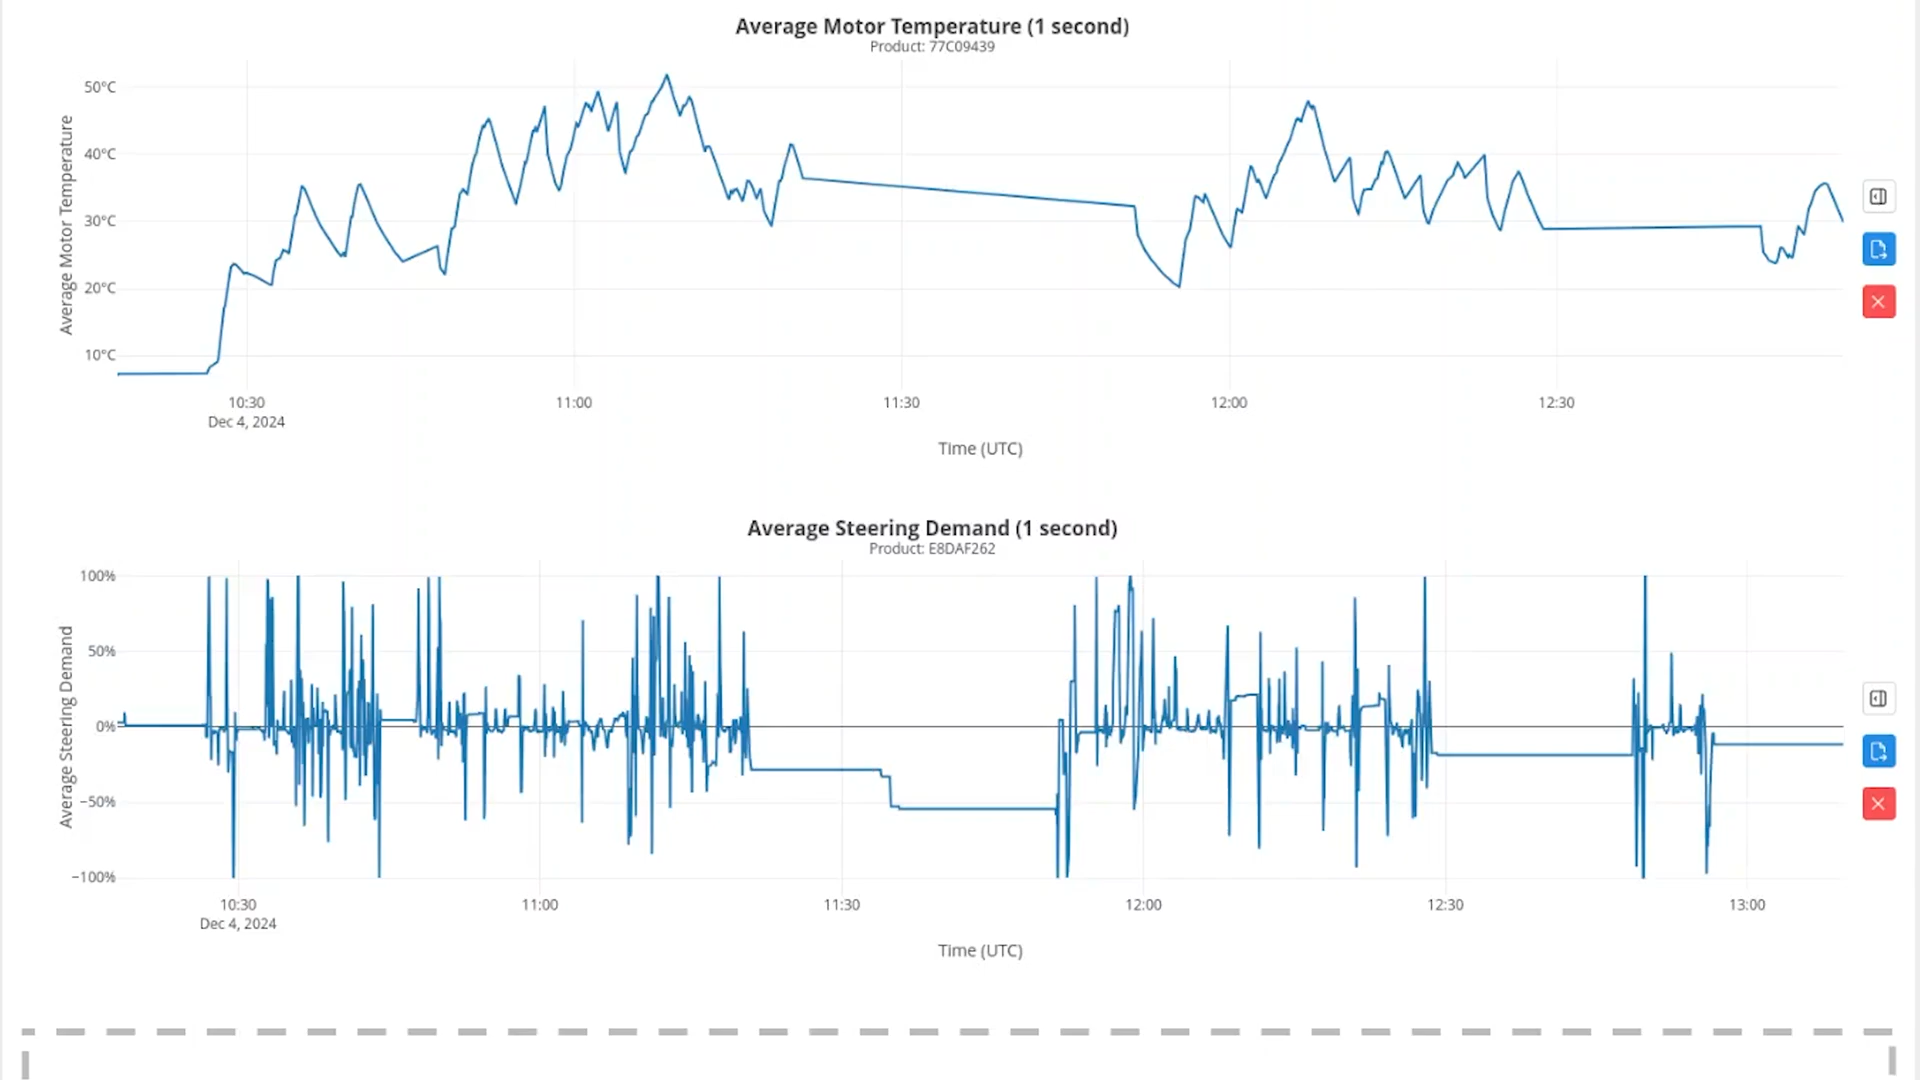 Average Motor Temperature (1 second)
Product: 77C09439
Average Motor Temperature
50°C
40°C
30°C
20°C
10°C
10:30
11:00
11:30
12:00
12:30
Dec 4, 2024
Time (UTC)
Average Steering Demand (1 second)
Product: E8DAF262
Average Steering Demand
100%
50%
0%
−50%
−100%
10:30
11:00
11:30
12:00
12:30
13:00
Dec 4, 2024
Time (UTC)